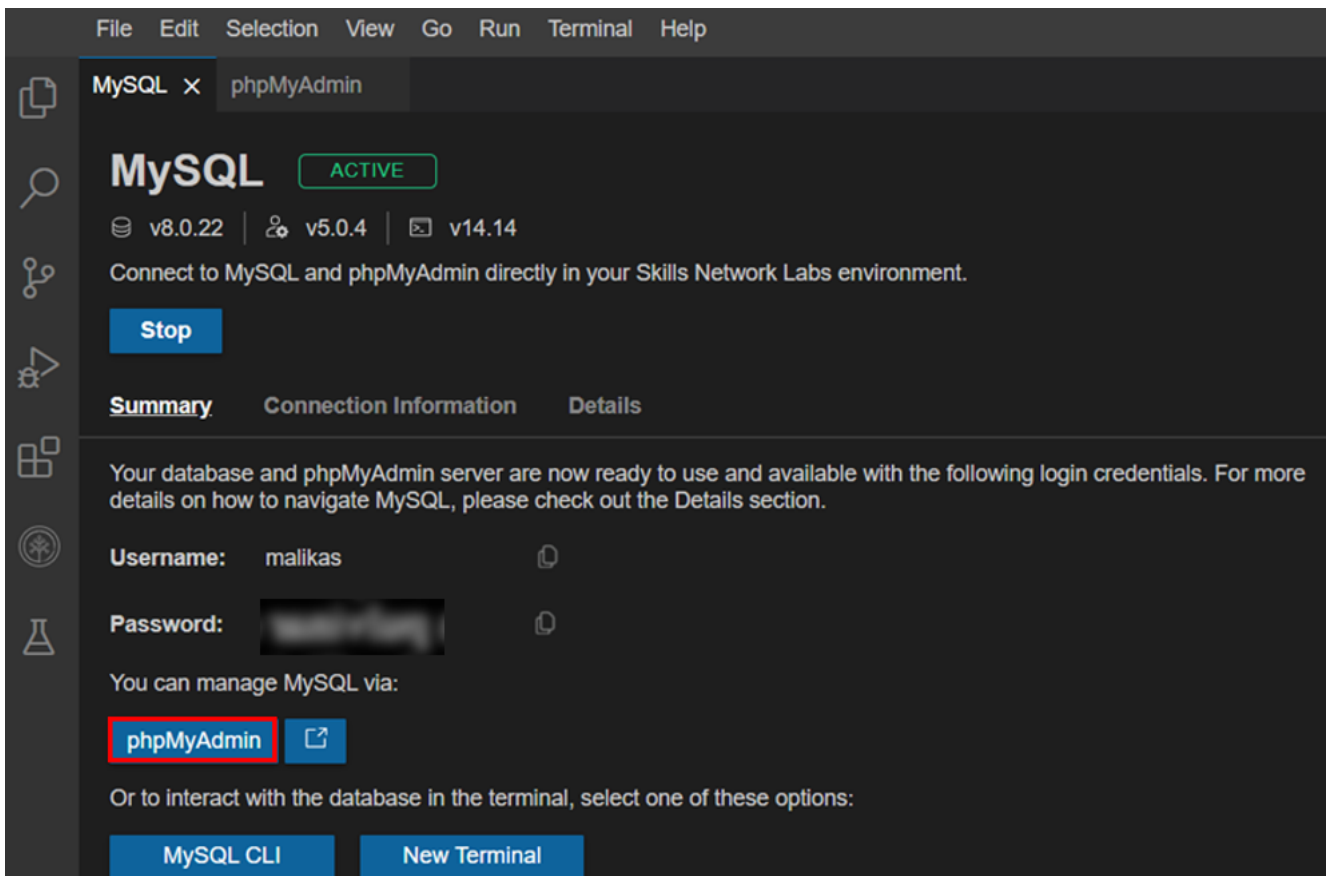 File Edit Selection View Go Run Terminal Help
MySQL phpMyAdmin
MySQL ACTIVE
v8.0.22 v5.0.4 v14.14
Connect to MySQL and phpMyAdmin directly in your Skills Network Labs environment.
Stop
Summary Connection Information Details
Your database and phpMyAdmin server are now ready to use and available with the following login credentials. For more
details on how to navigate MySQL, please check out the Details section.
Username: malikas
Password:
You can manage MySQL via:
phpMyAdmin
Or to interact with the database in the terminal, select one of these options:
MySQL CLI New Terminal